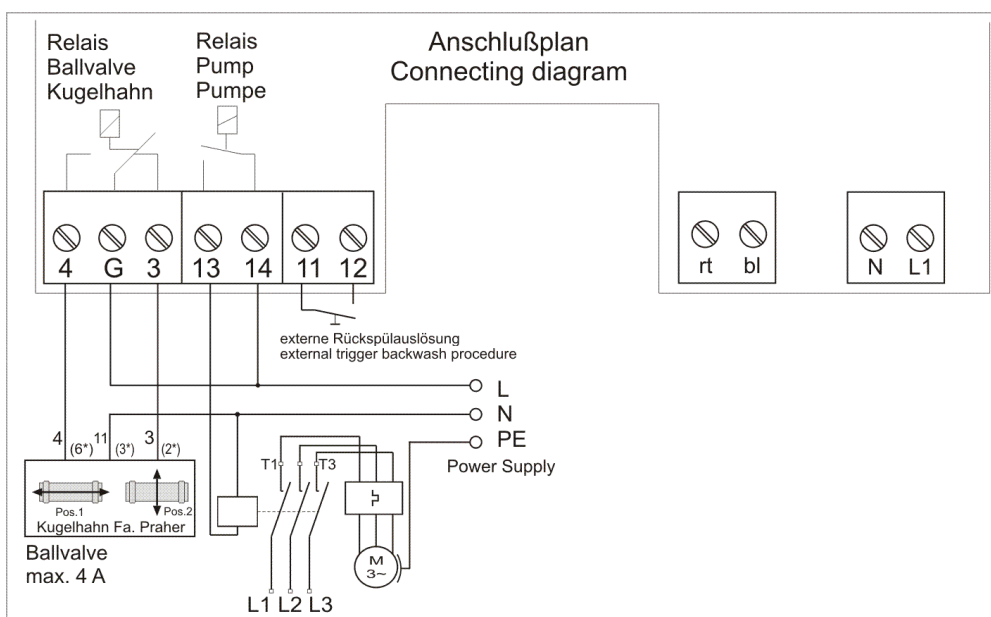 Anschlußplan
Connecting diagram
Relais
Ballvalve
Kugelhahn
Relais
Pump
Pumpe
4 G 3 13 14 11 12
rt bl
N L1
externe Rückspülauslösung
external trigger backwash procedure
L
N
PE
Power Supply
4 (6*) 11 (3*) 3 (2*)
Pos.1 Pos.2
Kugelhahn Fa. Praher
Ballvalve
max. 4 A
T1 T3
M
3~
L1 L2 L3